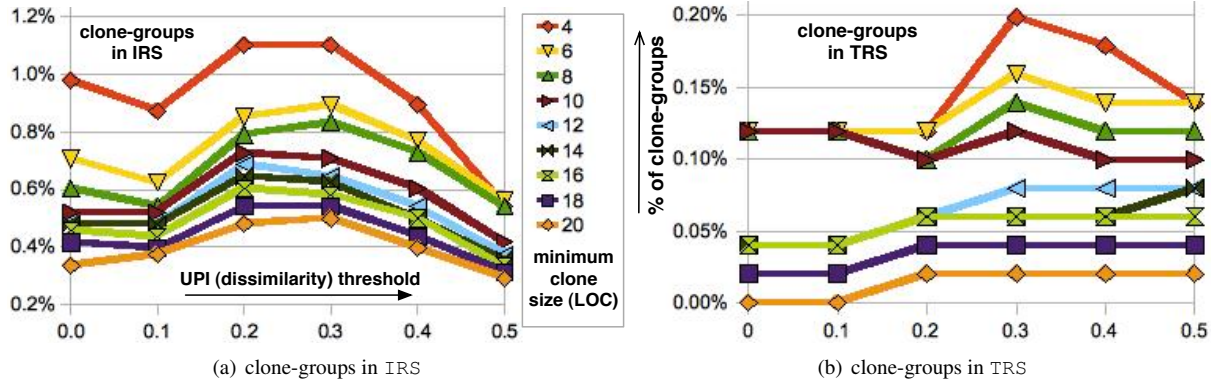 1.2%
1.0%
0.8%
0.6%
0.4%
0.2%
clone-groups
in IRS
UPI (dissimilarity) threshold
0.0 0.1 0.2 0.3 0.4 0.5
4
6
8
10
12
14
16
18
20
minimum
clone
size (LOC)
% of clone-groups
0.20%
0.15%
0.10%
0.05%
0.00%
clone-groups
in TRS
0 0.1 0.2 0.3 0.4 0.5
(a) clone-groups in IRS
(b) clone-groups in TRS